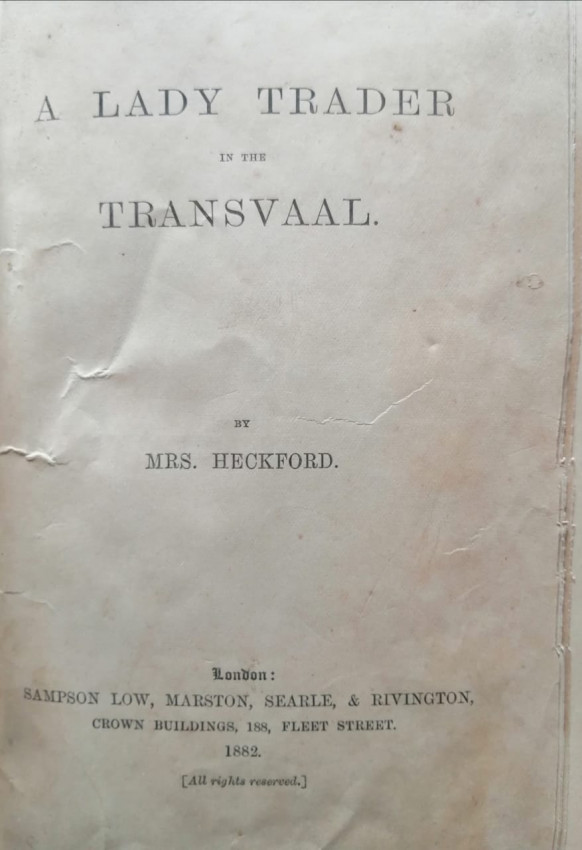 A LADY TRADER
IN THE
TRANSVAAL.
BY
MRS. HECKFORD.
London:
SAMPSON LOW, MARSTON, SEARLE, & RIVINGTON,
CROWN BUILDINGS, 188, FLEET STREET.
1882.
[All rights reserved.]